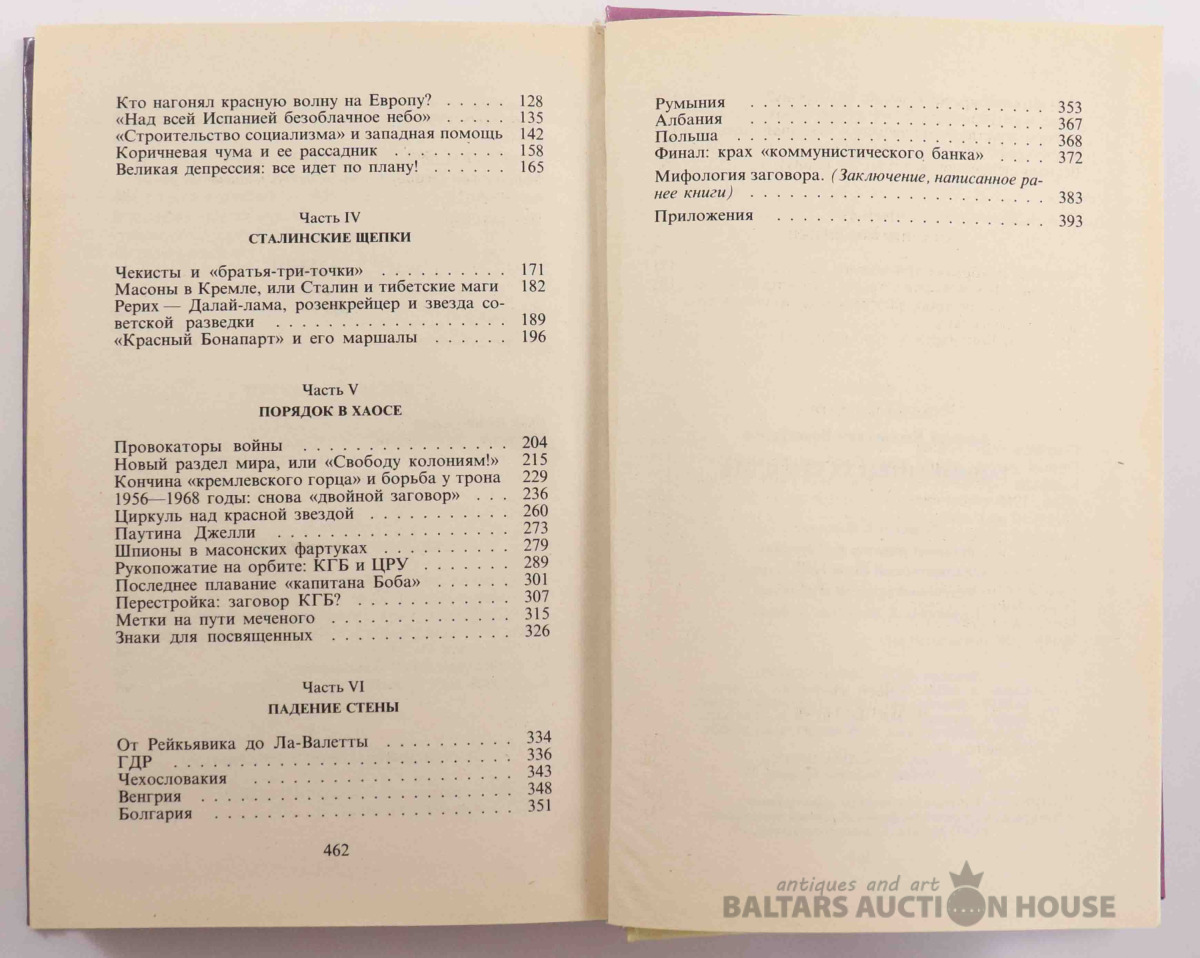 Кто нагонял красную волну на Европу? . . . . . 128
«Над всей Испанией безоблачное небо» . . . . . 135
«Строительство социализма» и западная помощь 142
Коричневая чума и ее рассадник . . . . . . . . . 158
Великая депрессия: все идет по плану! . . . . . . 165
Часть IV
СТАЛИНСКИЕ ЩЕПКИ
Чекисты и «братья-три-точки» . . . . . . . . . . 171
Масоны в Кремле, или Сталин и тибетские маги 182
Рерих — Далай-лама, розенкрейцер и звезда со-
ветской разведки . . . . . . . . . . . . . . . . . . 189
«Красный Бонапарт» и его маршалы . . . . . . 196
Часть V
ПОРЯДОК В ХАОСЕ
Провокаторы войны . . . . . . . . . . . . . . . . 204
Новый раздел мира, или «Свободу колониям!» 215
Кончина «кремлевского горца» и борьба у трона 229
1956—1968 годы: снова «двойной заговор» . . . 236
Циркуль над красной звездой . . . . . . . . . . . 260
Паутина Джелли . . . . . . . . . . . . . . . . . . 273
Шпионы в масонских фартуках . . . . . . . . . . 279
Рукопожатие на орбите: КГБ и ЦРУ . . . . . . . 289
Последнее плавание «капитана Боба» . . . . . . 301
Перестройка: заговор КГБ? . . . . . . . . . . . . 307
Метки на пути меченого . . . . . . . . . . . . . . 315
Знаки для посвященных . . . . . . . . . . . . . . 326
Часть VI
ПАДЕНИЕ СТЕНЫ
От Рейкьявика до Ла-Валетты . . . . . . . . . . 334
ГДР . . . . . . . . . . . . . . . . . . . . . . . . . . 336
Чехословакия . . . . . . . . . . . . . . . . . . . . 343
Венгрия . . . . . . . . . . . . . . . . . . . . . . . . 348
Болгария . . . . . . . . . . . . . . . . . . . . . . . 351
462
Румыния . . . . . . . . . . . . . . . . . . . . . . . 353
Албания . . . . . . . . . . . . . . . . . . . . . . . 367
Польша . . . . . . . . . . . . . . . . . . . . . . . . 368
Финал: крах «коммунистического банка» . . . . 372
Мифология заговора. (Заключение, написанное ра-
нее книги) . . . . . . . . . . . . . . . . . . . . . . . 383
Приложения . . . . . . . . . . . . . . . . . . . . . 393
antiques and art
BALTARS AUCTION HOUSE